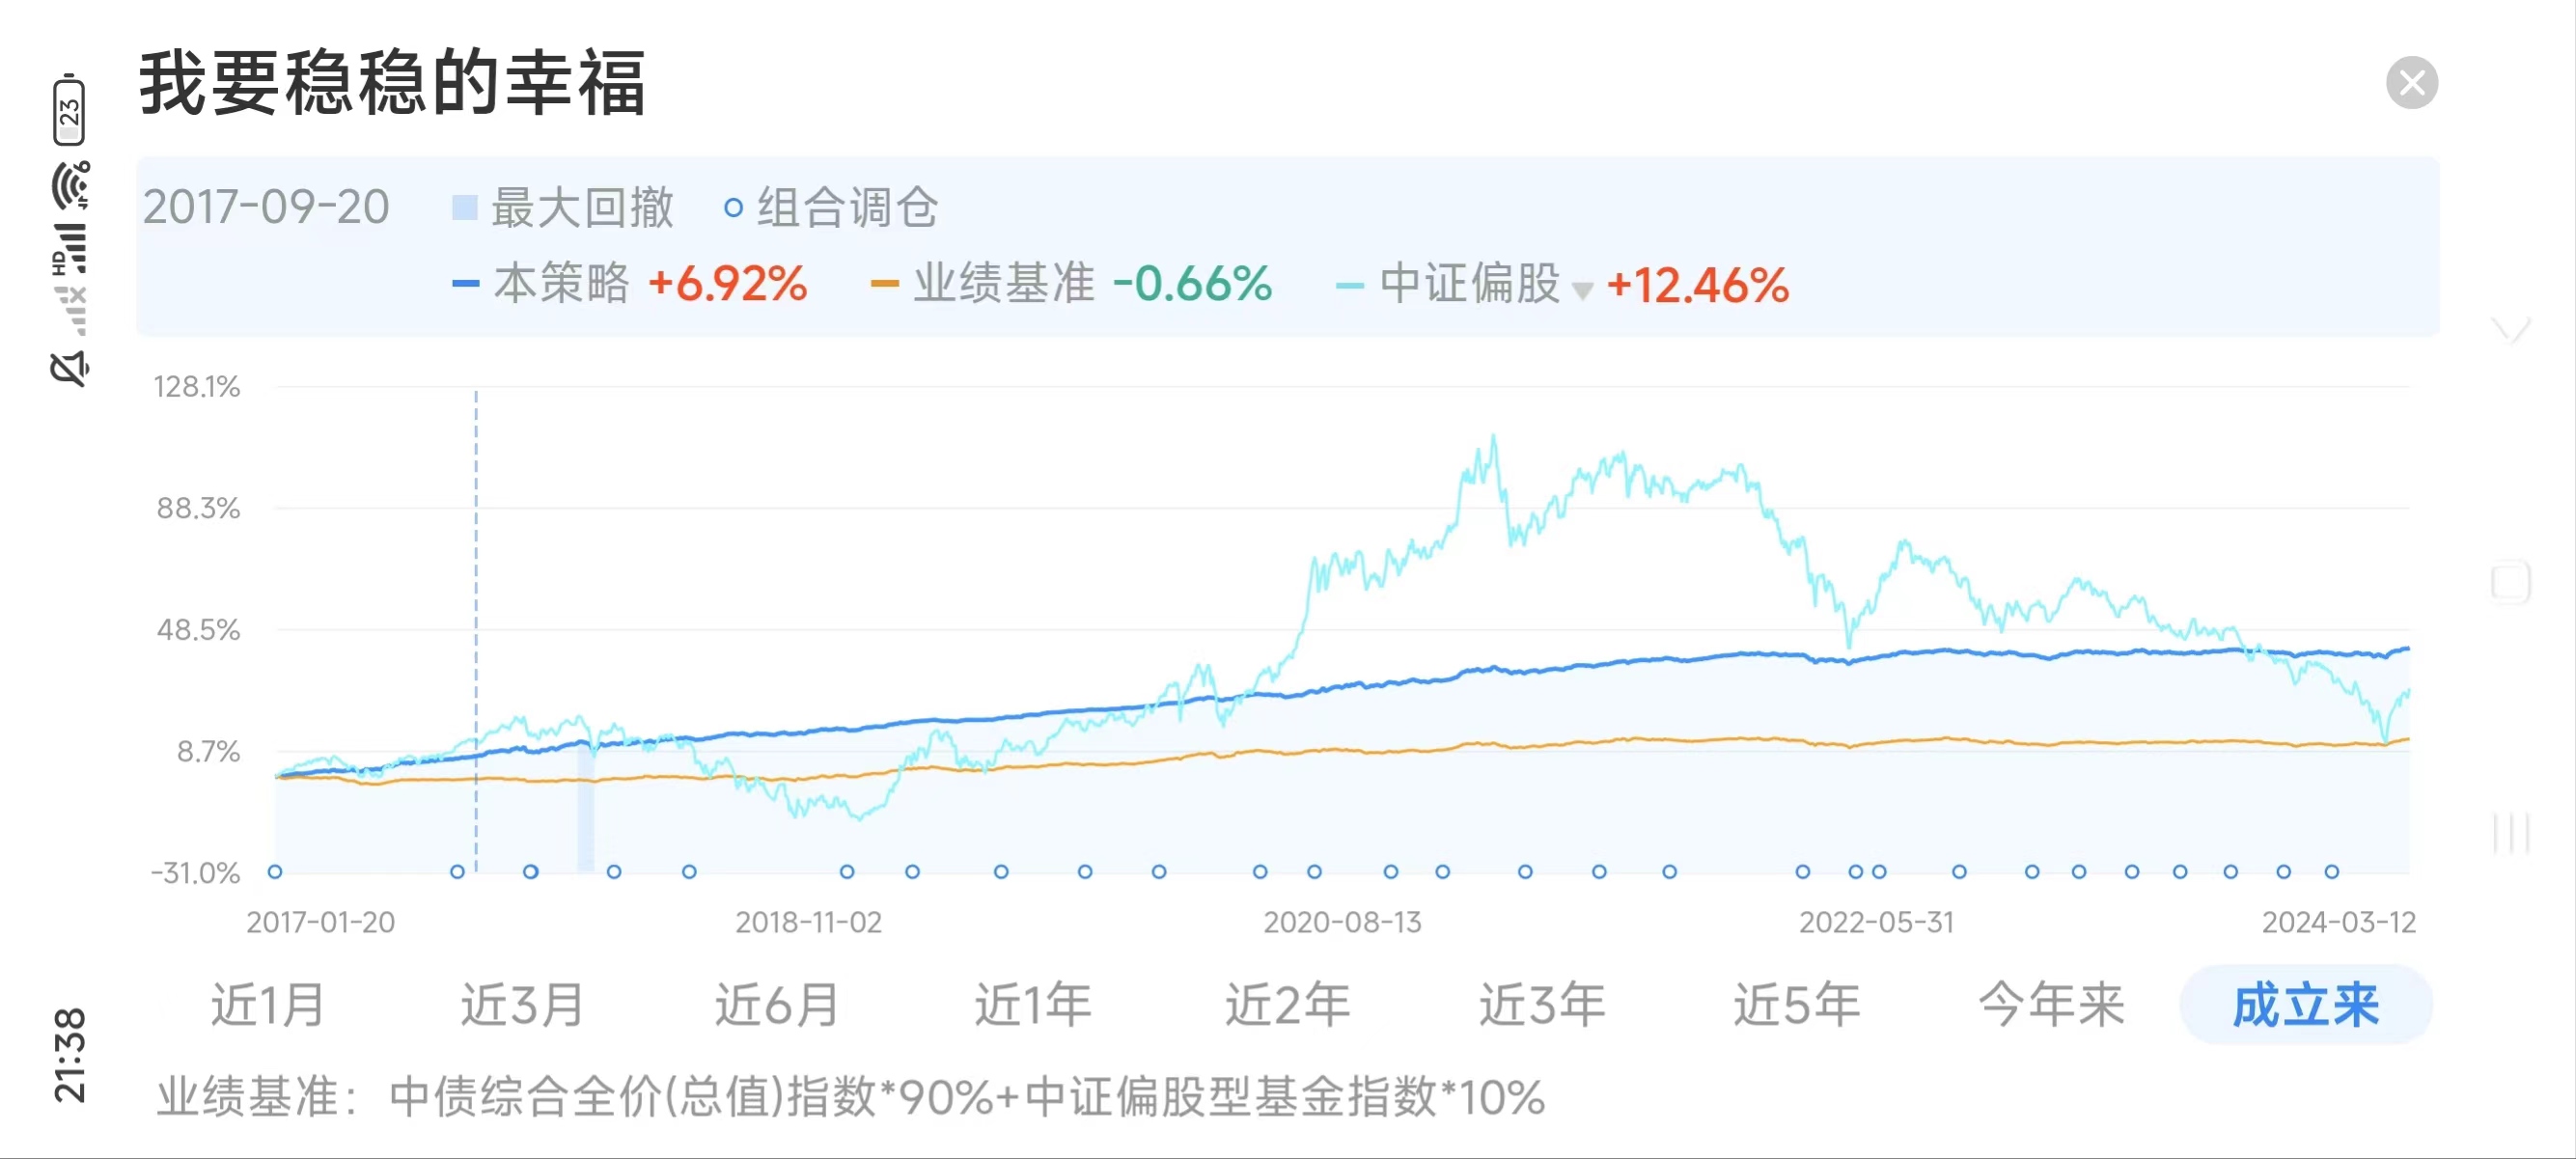 我要稳稳的幸福
23
6
HD
21:38
2017-09-20 最大回撤 组合调仓
本策略 +6.92% 业绩基准 -0.66% 中证偏股 +12.46%
128.1%
88.3%
48.5%
8.7%
-31.0%
2017-01-20 2018-11-02 2020-08-13 2022-05-31 2024-03-12
近1月 近3月 近6月 近1年 近2年 近3年 近5年 今年来 成立来
业绩基准：中债综合全价(总值)指数*90%+中证偏股型基金指数*10%